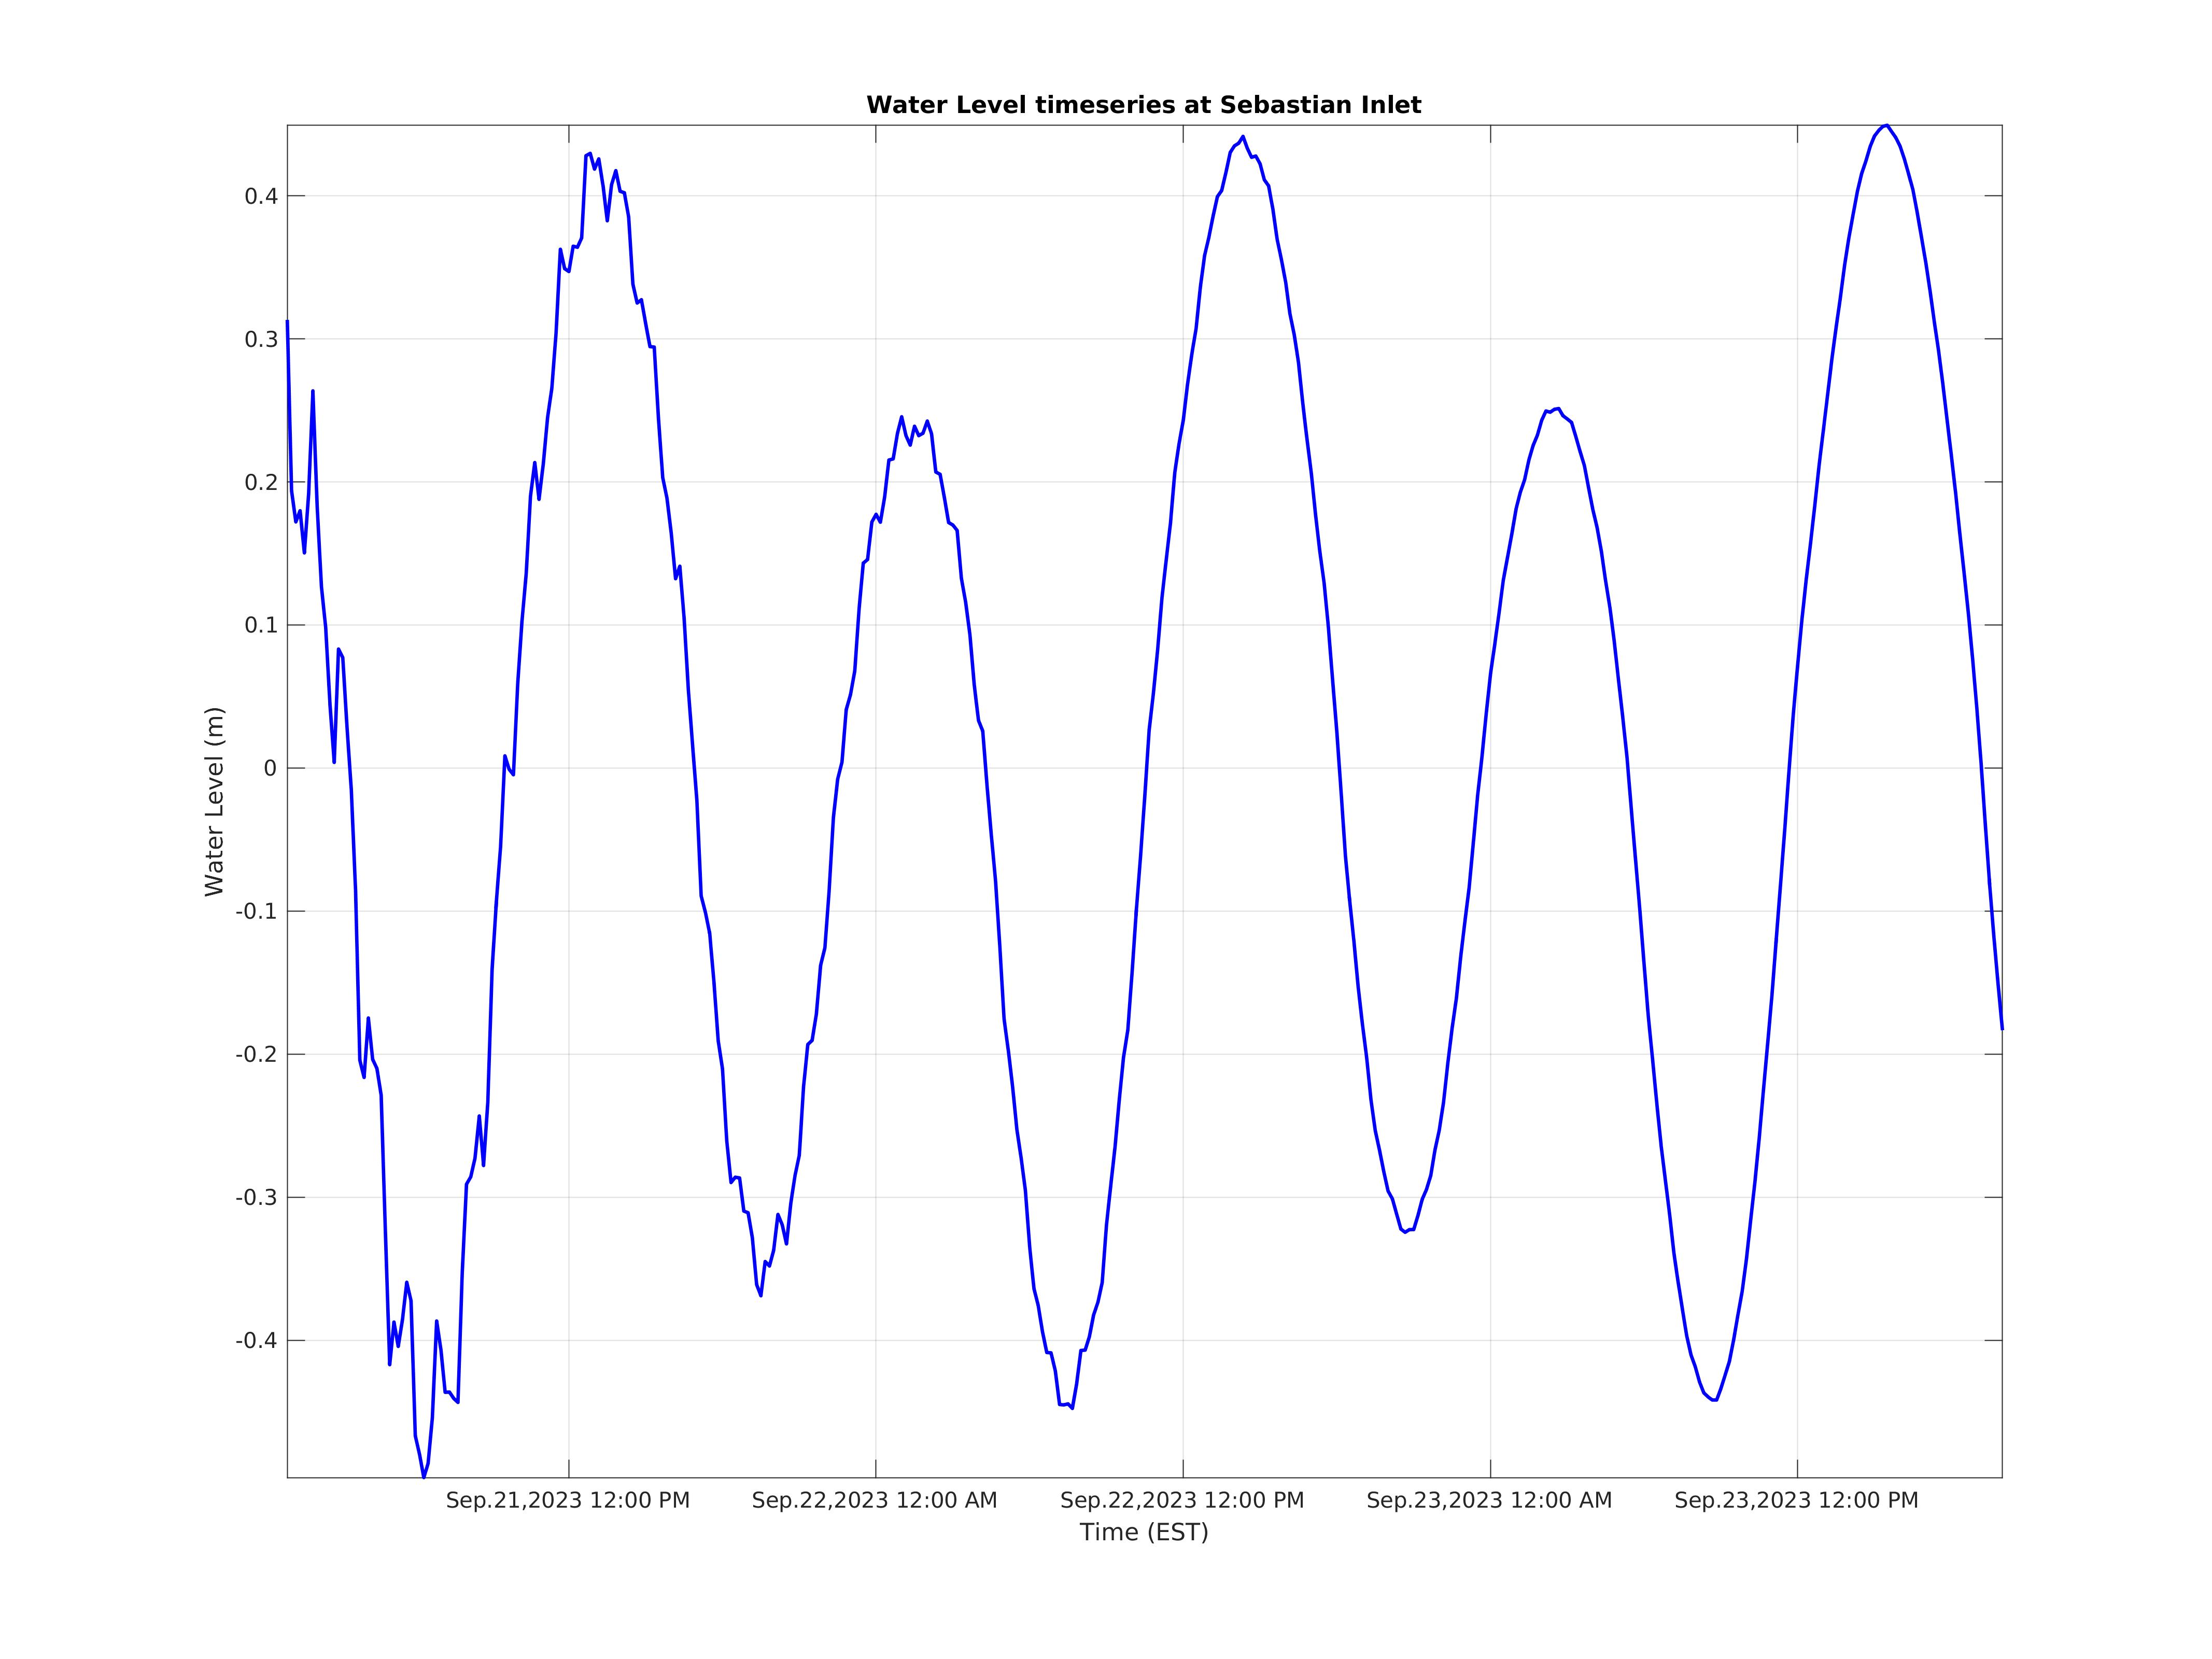 Water Level timeseries at Sebastian Inlet
0.4
0.3
0.2
0.1
0
-0.1
-0.2
-0.3
-0.4
Water Level (m)
Sep.21,2023 12:00 PM
Sep.22,2023 12:00 AM
Sep.22,2023 12:00 PM
Sep.23,2023 12:00 AM
Sep.23,2023 12:00 PM
Time (EST)